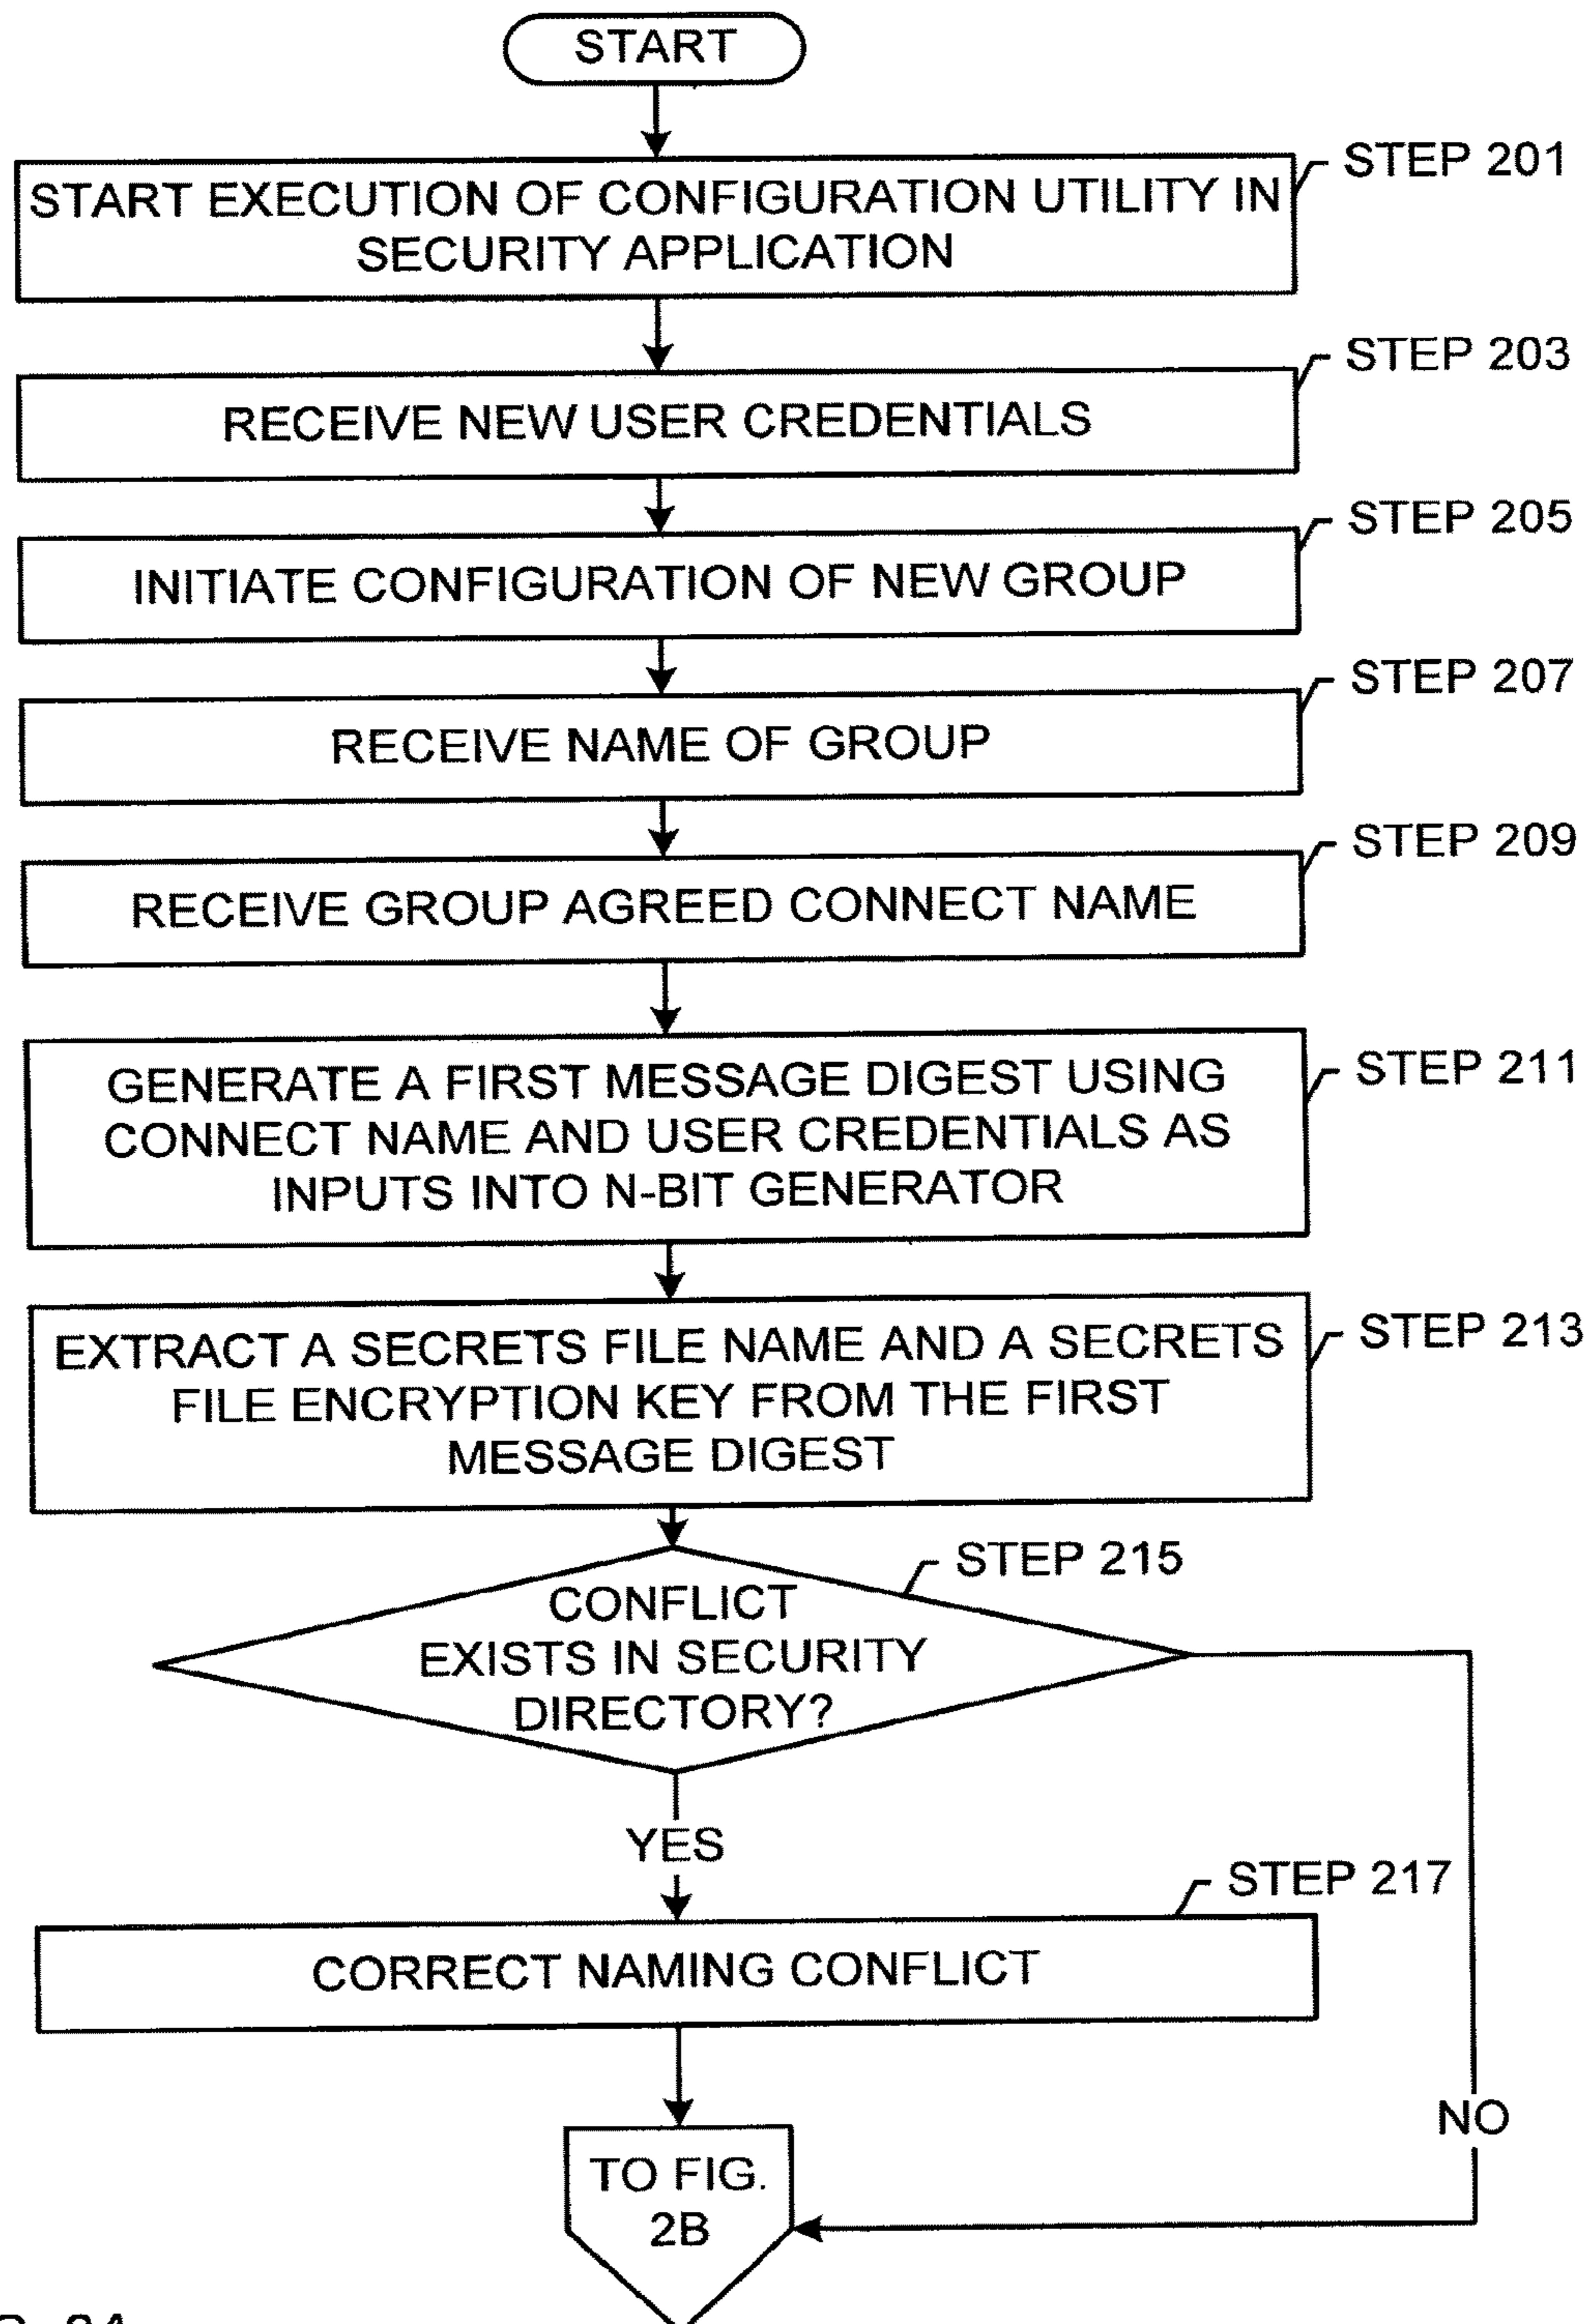 START
STEP 201
START EXECUTION OF CONFIGURATION UTILITY IN
SECURITY APPLICATION
STEP 203
RECEIVE NEW USER CREDENTIALS
STEP 205
INITIATE CONFIGURATION OF NEW GROUP
STEP 207
RECEIVE NAME OF GROUP
STEP 209
RECEIVE GROUP AGREED CONNECT NAME
STEP 211
GENERATE A FIRST MESSAGE DIGEST USING
CONNECT NAME AND USER CREDENTIALS AS
INPUTS INTO N-BIT GENERATOR
STEP 213
EXTRACT A SECRETS FILE NAME AND A SECRETS
FILE ENCRYPTION KEY FROM THE FIRST
MESSAGE DIGEST
STEP 215
CONFLICT
EXISTS IN SECURITY
DIRECTORY?
YES
STEP 217
CORRECT NAMING CONFLICT
NO
TO FIG.
2B